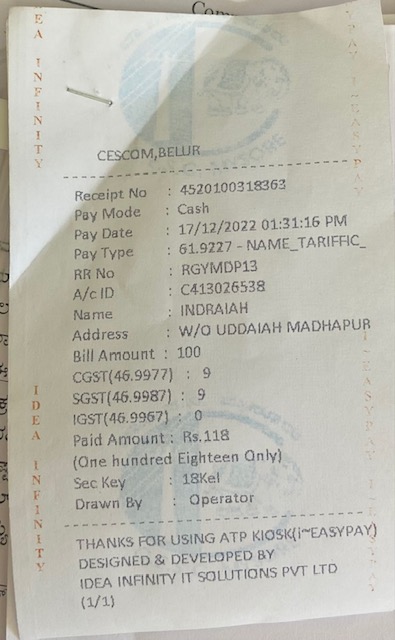 CESCOM,BELUR
Receipt No : 4520100318363
Pay Mode : Cash
Pay Date : 17/12/2022 01:31:16 PM
Pay Type : 61.9227 - NAME_TARIFFIC_
RR No : RGYMDP13
A/c ID : C413026538
Name : INDRAIAH
Address : W/O UDDAIAH MADHAPUR
Bill Amount : 100
CGST(46.9977) : 9
SGST(46.9987) : 9
IGST(46.9967) : 0
Paid Amount : Rs.118
(One hundred Eighteen Only)
Sec Key : 18Kel
Drawn By : Operator
THANKS FOR USING ATP KIOSK(i~EASYPAY)
DESIGNED & DEVELOPED BY
IDEA INFINITY IT SOLUTIONS PVT LTD
(1/1)
IDEA INFINITY
IDEA INFINITY